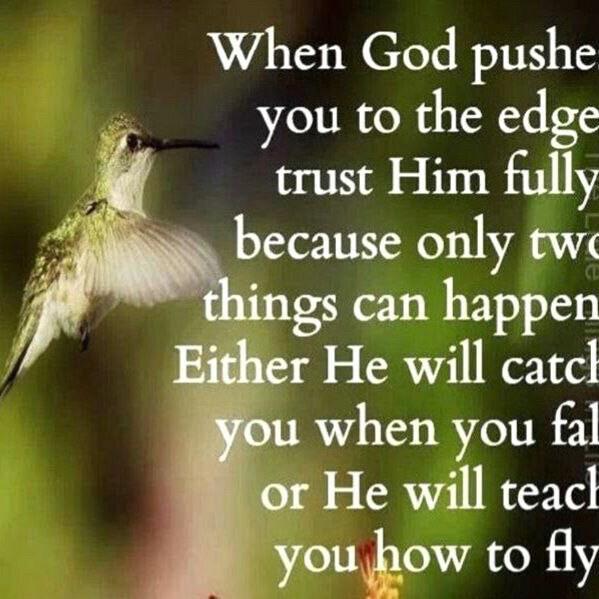 When God pushe
you to the edge
trust Him fully
because only two
things can happen
Either He will catch
you when you fal
or He will teach
you how to fly